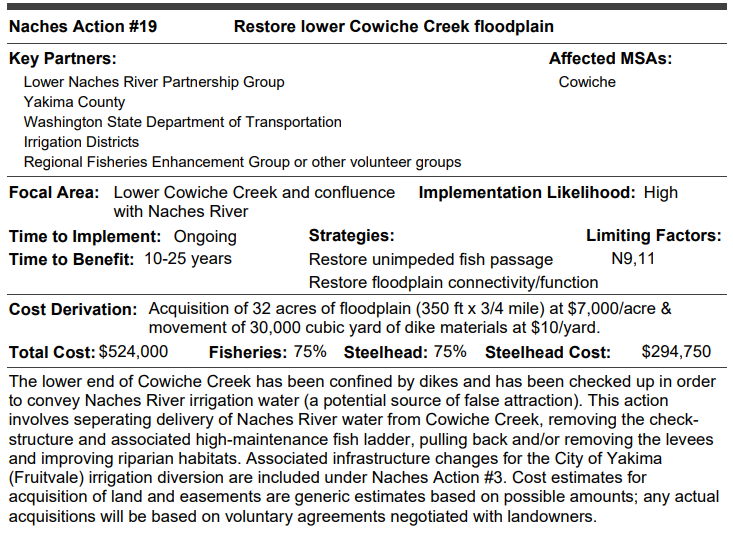 Naches Action #19 Restore lower Cowiche Creek floodplain
Key Partners: Affected MSAs:
Lower Naches River Partnership Group Cowiche
Yakima County
Washington State Department of Transportation
Irrigation Districts
Regional Fisheries Enhancement Group or other volunteer groups
Focal Area: Lower Cowiche Creek and confluence Implementation Likelihood: High
with Naches River
Time to Implement: Ongoing Strategies: Limiting Factors:
Time to Benefit: 10-25 years Restore unimpeded fish passage N9,11
Restore floodplain connectivity/function
Cost Derivation: Acquisition of 32 acres of floodplain (350 ft x 3/4 mile) at $7,000/acre &
movement of 30,000 cubic yard of dike materials at $10/yard.
Total Cost: $524,000 Fisheries: 75% Steelhead: 75% Steelhead Cost: $294,750
The lower end of Cowiche Creek has been confined by dikes and has been checked up in order
to convey Naches River irrigation water (a potential source of false attraction). This action
involves seperating delivery of Naches River water from Cowiche Creek, removing the check-
structure and associated high-maintenance fish ladder, pulling back and/or removing the levees
and improving riparian habitats. Associated infrastructure changes for the City of Yakima
(Fruitvale) irrigation diversion are included under Naches Action #3. Cost estimates for
acquisition of land and easements are generic estimates based on possible amounts; any actual
acquisitions will be based on voluntary agreements negotiated with landowners.